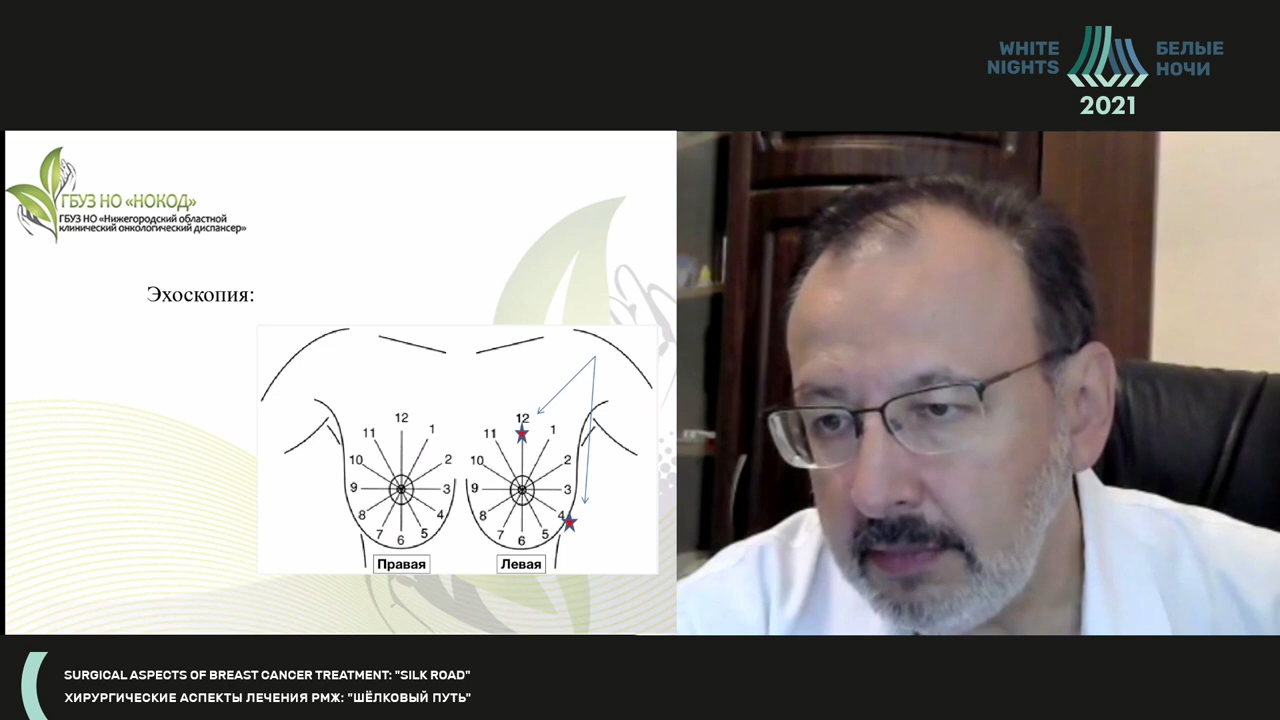 WHITE
NIGHTS
БЕЛЫЕ
НОЧИ
2021
ГБУЗ НО «НОКОД»
ГБУЗ НО «Нижегородский областной
клинический онкологический диспансер»
Эхоскопия:
12
11
1
10
2
9
3
8
4
7
6
5
Правая
12
11
1
10
2
9
3
8
4
7
6
5
Левая
SURGICAL ASPECTS OF BREAST CANCER TREATMENT: "SILK ROAD"
ХИРУРГИЧЕСКИЕ АСПЕКТЫ ЛЕЧЕНИЯ РМЖ: "ШЁЛКОВЫЙ ПУТЬ"